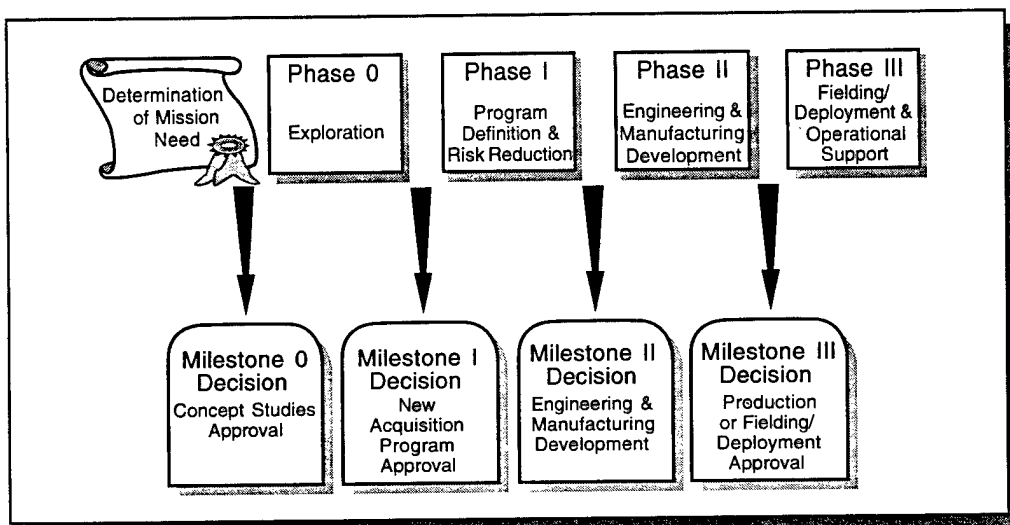 Determination
of Mission
Need
Phase 0
Exploration
Phase I
Program
Definition &
Risk Reduction
Phase II
Engineering &
Manufacturing
Development
Phase III
Fielding/
Deployment &
Operational
Support
Milestone 0
Decision
Concept Studies
Approval
Milestone I
Decision
New
Acquisition
Program
Approval
Milestone II
Decision
Engineering &
Manufacturing
Development
Milestone III
Decision
Production
or Fielding/
Deployment
Approval